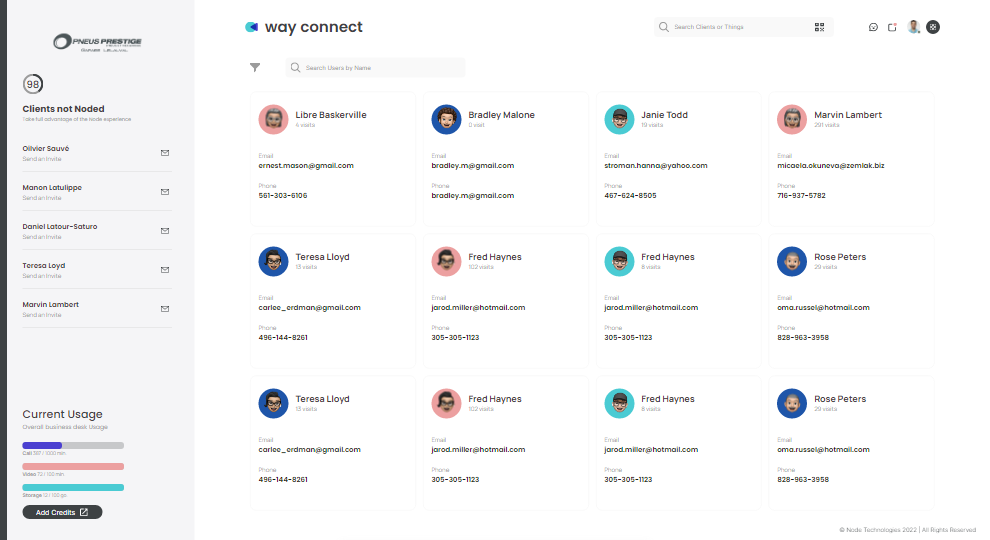 PNEUS PRESTIGE
98
Clients not Noded
Take full advantage of the Node experience
Olivier Sauvé
Send an Invite
Manon Latulippe
Send an Invite
Daniel Latour-Saturo
Send an Invite
Teresa Loyd
Send an Invite
Marvin Lambert
Send an Invite
Current Usage
Overall business desk Usage
Call 597 / 1000 min
Video 72 / 100 min
Storage 12 / 100 go
Add Credits
way connect
Search Clients or Things
Search Users by Name
Libre Baskerville
4 visits
Email
ernest.mason@gmail.com
Phone
561-303-6106
Bradley Malone
0 visit
Email
bradley.m@gmail.com
Phone
bradley.m@gmail.com
Janie Todd
19 visits
Email
stroman.hanna@yahoo.com
Phone
467-624-8505
Marvin Lambert
291 visits
Email
micaela.okuneva@zemlak.biz
Phone
716-937-5782
Teresa Lloyd
13 visits
Email
carlee_erdman@gmail.com
Phone
496-144-8261
Fred Haynes
102 visits
Email
jarod.miller@hotmail.com
Phone
305-305-1123
Fred Haynes
8 visits
Email
jarod.miller@hotmail.com
Phone
305-305-1123
Rose Peters
29 visits
Email
oma.russel@hotmail.com
Phone
828-963-3958
Teresa Lloyd
13 visits
Email
carlee_erdman@gmail.com
Phone
496-144-8261
Fred Haynes
102 visits
Email
jarod.miller@hotmail.com
Phone
305-305-1123
Fred Haynes
8 visits
Email
jarod.miller@hotmail.com
Phone
305-305-1123
Rose Peters
29 visits
Email
oma.russel@hotmail.com
Phone
828-963-3958
© Node Technologies 2022 | All Rights Reserved